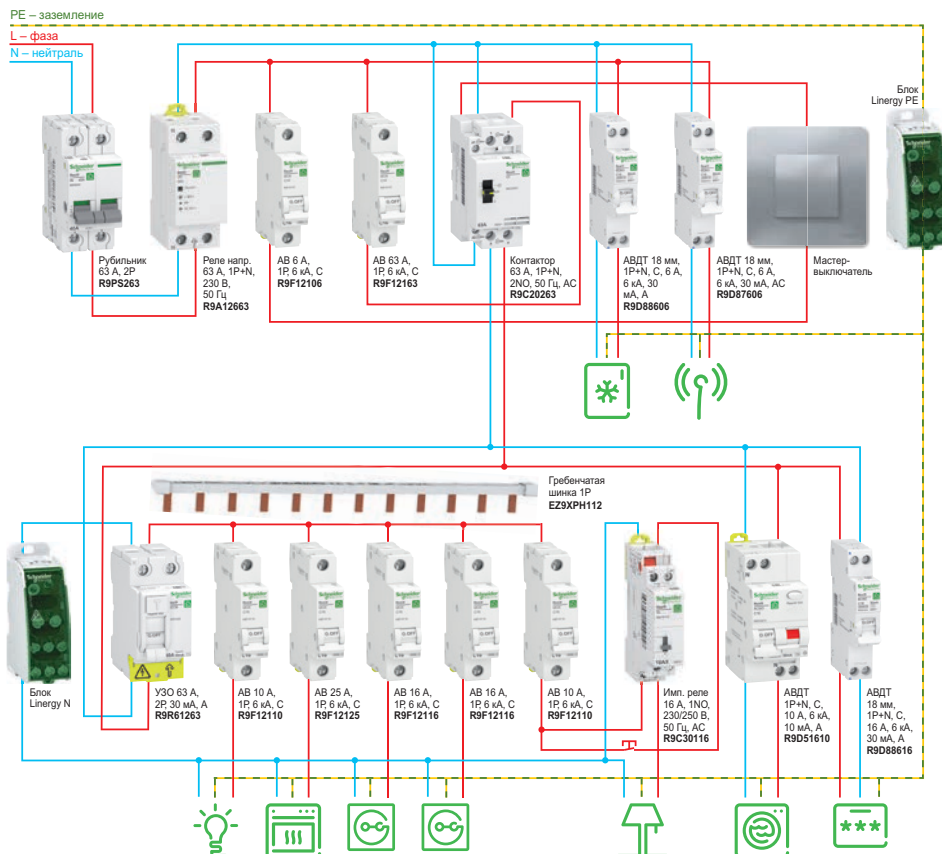 PE – заземление
L – фаза
N – нейтраль
Блок
Linergy PE
Рубильник
63 А, 2P
R9PS263
Реле напр.
63 А, 1P+N,
230 В,
50 Гц
R9A12663
АВ 6 А,
1P, 6 кА, С
R9F12106
АВ 63 А,
1P, 6 кА, С
R9F12163
Контактор
63 А, 1P+N,
2NO, 50 Гц, AC
R9C20263
АВДТ 18 мм,
1P+N, С, 6 А,
6 кА, 30
мА, А
R9D88606
АВДТ 18 мм,
1P+N, С, 6 А,
6 кА, 30 мА, AC
R9D87606
Мастер-
выключатель
Гребенчатая
шинка 1P
EZ9XPH112
Блок
Linergy N
УЗО 63 А,
2P, 30 мА, А
R9R61263
АВ 10 А,
1P, 6 кА, С
R9F12110
АВ 25 А,
1P, 6 кА, С
R9F12125
АВ 16 А,
1P, 6 кА, С
R9F12116
АВ 16 А,
1P, 6 кА, С
R9F12116
АВ 10 А,
1P, 6 кА, С
R9F12110
Имп. реле
16 А, 1NO,
230/250 В,
50 Гц, AC
R9C30116
АВДТ
1P+N, С,
10 А, 6 кА,
10 мА, А
R9D51610
АВДТ
18 мм,
1P+N, С,
16 А, 6 кА,
30 мА, А
R9D88616